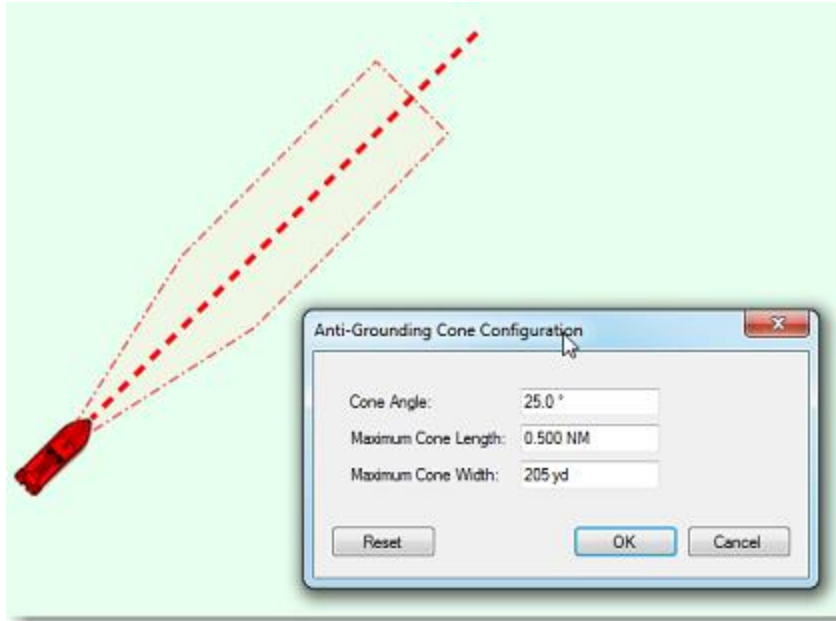 Anti-Grounding Cone Configuration
Cone Angle: 25.0 °
Maximum Cone Length: 0.500 NM
Maximum Cone Width: 205 yd
Reset OK Cancel